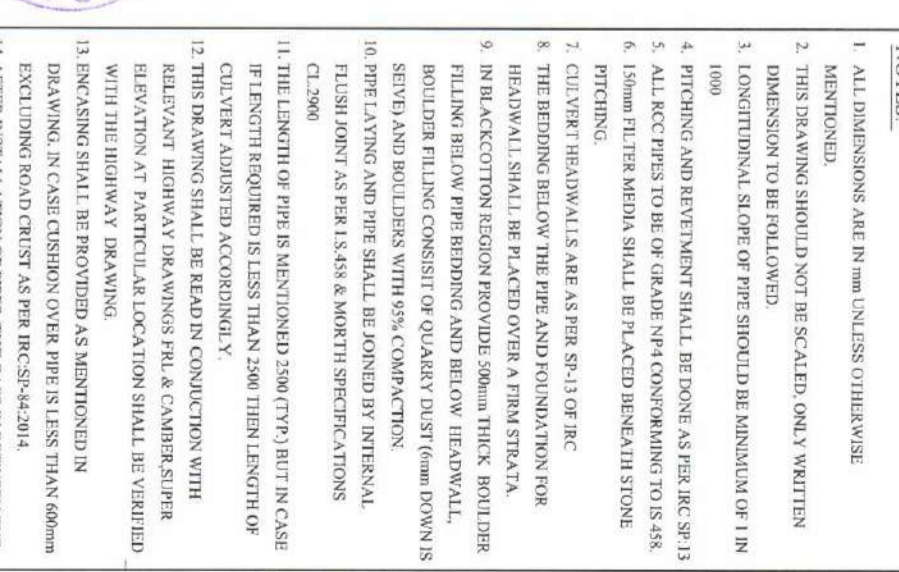 NOTES:
1. ALL DIMENSIONS ARE IN mm UNLESS OTHERWISE
MENTIONED.
2. THIS DRAWING SHOULD NOT BE SCALED, ONLY WRITTEN
DIMENSION TO BE FOLLOWED.
3. LONGITUDINAL SLOPE OF PIPE SHOULD BE MINIMUM OF 1 IN
1000
4. PITCHING AND REVETMENT SHALL BE DONE AS PER IRC SP:13
5. ALL RCC PIPES TO BE OF GRADE NP4 CONFORMING TO IS 458.
6. 150mm FILTER MEDIA SHALL BE PLACED BENEATH STONE
PITCHING.
7. CULVERT HEADWALLS ARE AS PER SP-13 OF IRC
8. THE BEDDING BELOW THE PIPE AND FOUNDATION FOR
HEADWALL SHALL BE PLACED OVER A FIRM STRATA.
9. IN BLACKCOTTON REGION PROVIDE 500mm THICK BOULDER
FILLING BELOW PIPE BEDDING AND BELOW HEADWALL,
BOULDER FILLING CONSISIT OF QUARRY DUST (6mm DOWN IS
SEIVE) AND BOULDERS WITH 95% COMPACTION.
10. PIPE LAYING AND PIPE SHALL BE JOINED BY INTERNAL
FLUSH JOINT AS PER I.S.458 & MORTH SPECIFICATIONS
CL.2900
11. THE LENGTH OF PIPE IS MENTIONED 2500 (TYP.) BUT IN CASE
IF LENGTH REQUIRED IS LESS THAN 2500 THEN LENGTH OF
CULVERT ADJUSTED ACCORDINGLY.
12. THIS DRAWING SHALL BE READ IN CONJUCTION WITH
RELEVANT HIGHWAY DRAWINGS FRL & CAMBER,SUPER
ELEVATION AT PARTICULAR LOCATION SHALL BE VERIFIED
WITH THE HIGHWAY DRAWING.
13. ENCASING SHALL BE PROVIDED AS MENTIONED IN
DRAWING, IN CASE CUSHION OVER PIPE IS LESS THAN 600mm
EXCLUDING ROAD CRUST AS PER IRC:SP-84:2014.